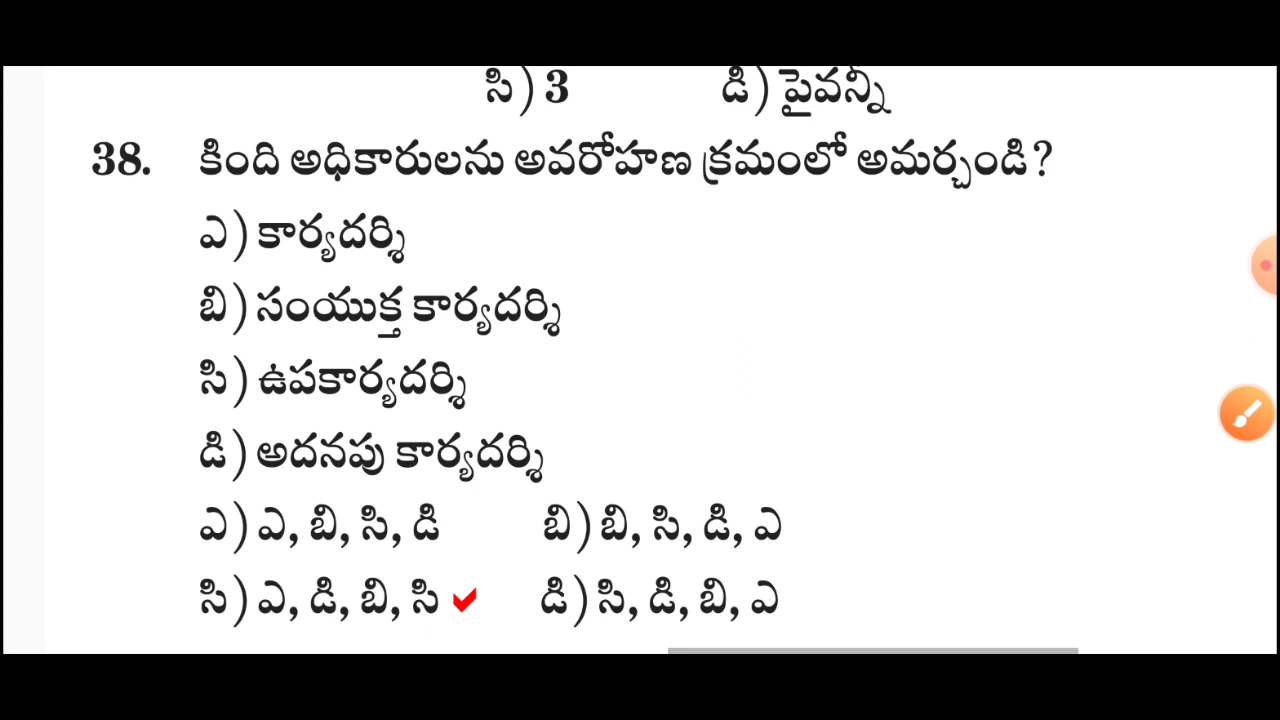 సి) 3 డి) పైవన్నీ
38. కింది అధికారులను అవరోహణ క్రమంలో అమర్చండి?
ఎ) కార్యదర్శి
బి) సంయుక్త కార్యదర్శి
సి) ఉపకార్యదర్శి
డి) అదనపు కార్యదర్శి
ఎ) ఎ, బి, సి, డి బి) బి, సి, డి, ఎ
సి) ఎ, డి, బి, సి డి) సి, డి, బి, ఎ